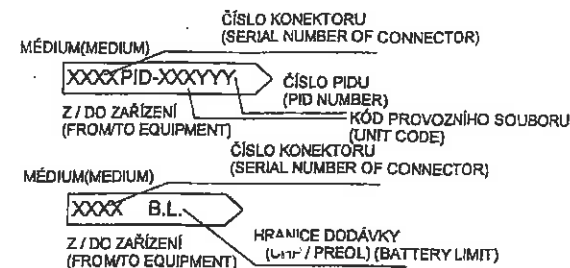 ČÍSLO KONEKTORU
(SERIAL NUMBER OF CONNECTOR)
MÉDIUM(MEDIUM)
XXXXPID-XXXYYY
ČÍSLO PIDU
(PID NUMBER)
Z / DO ZAŘÍZENÍ
(FROM/TO EQUIPMENT)
KÓD PROVOZNÍHO SOUBORU
(UNIT CODE)
ČÍSLO KONEKTORU
(SERIAL NUMBER OF CONNECTOR)
MÉDIUM(MEDIUM)
XXXX B.L.
Z / DO ZAŘÍZENÍ
(FROM/TO EQUIPMENT)
HRANICE DODÁVKY
/ PREOL) (BATTERY LIMIT)